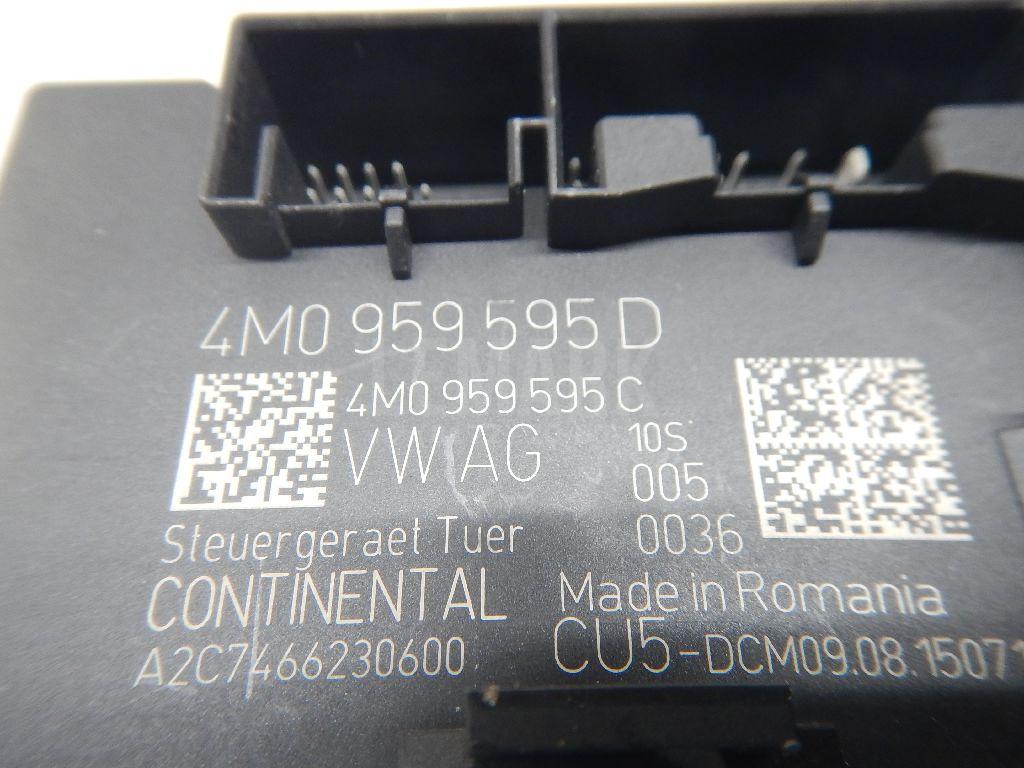 4M0 959 595 D
4M0 959 595 C
VW AG
10S
005
0036
Steuergeraet Tuer
CONTINENTAL
Made in Romania
A2C7466230600
CU5-DCM09.08.15071